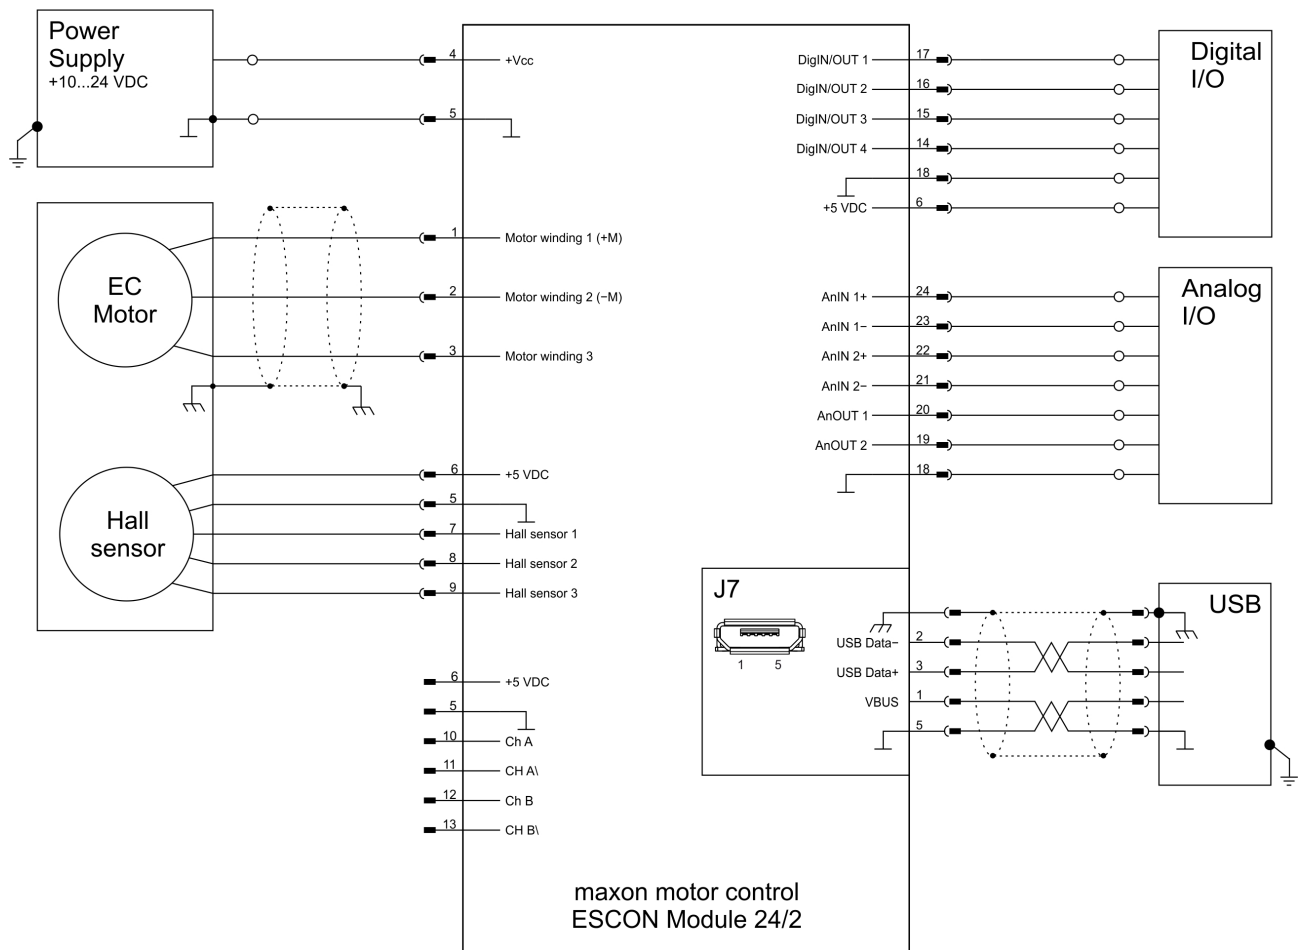 Power
Supply
+10...24 VDC
4
+Vcc
5
EC
Motor
1
Motor winding 1 (+M)
2
Motor winding 2 (−M)
3
Motor winding 3
Hall
sensor
6
+5 VDC
5
7
Hall sensor 1
8
Hall sensor 2
9
Hall sensor 3
6
+5 VDC
5
10
Ch A
11
CH A\
12
Ch B
13
CH B\
DigIN/OUT 1
17
DigIN/OUT 2
16
DigIN/OUT 3
15
DigIN/OUT 4
14
18
+5 VDC
6
Digital
I/O
AnIN 1+
24
AnIN 1−
23
AnIN 2+
22
AnIN 2−
21
AnOUT 1
20
AnOUT 2
19
18
Analog
I/O
J7
1 5
USB Data−
2
USB Data+
3
VBUS
1
5
USB
maxon motor control
ESCON Module 24/2